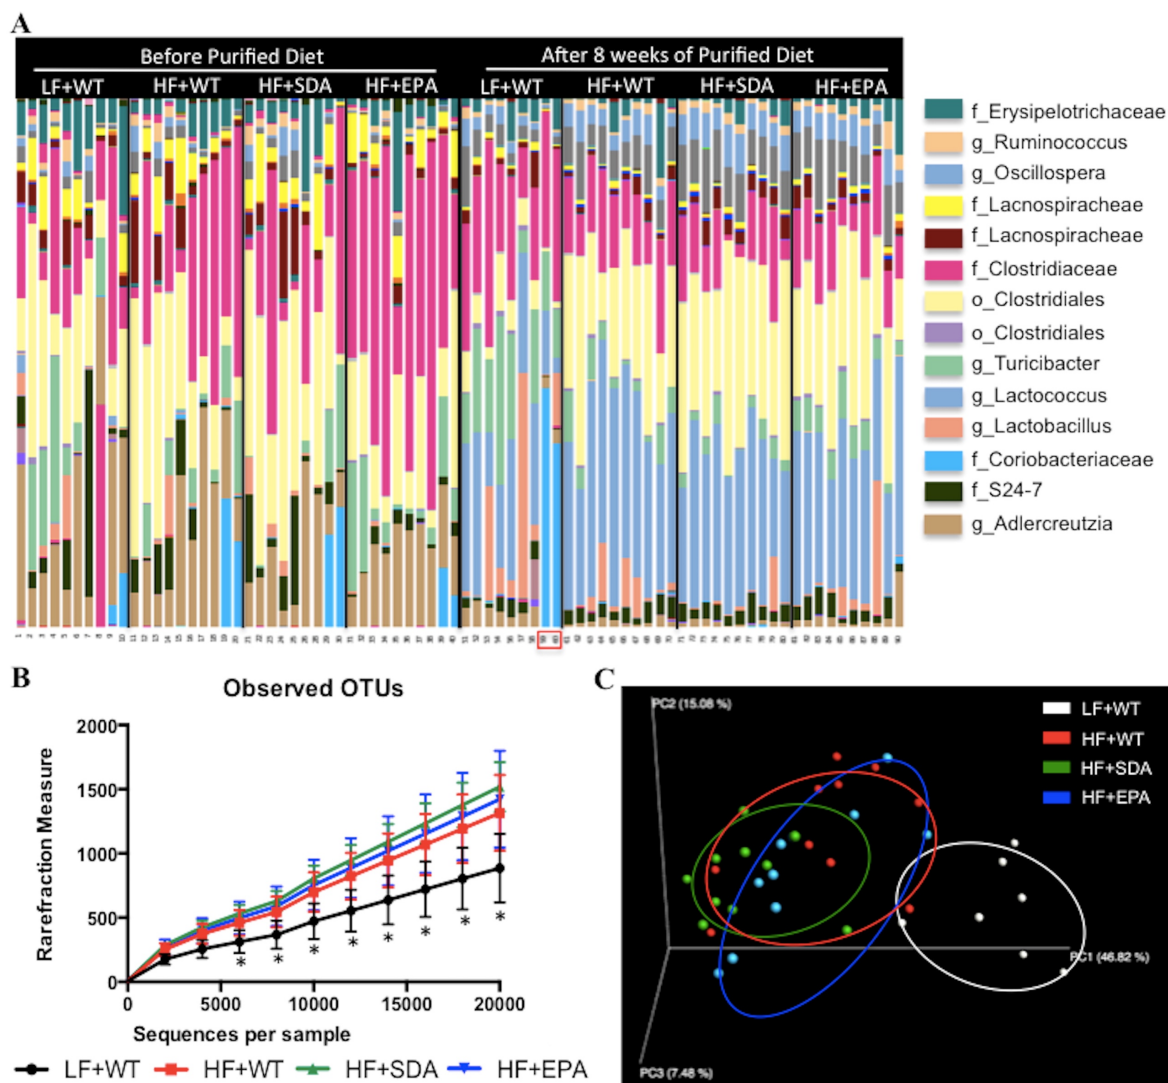 A
Before Purified Diet
After 8 weeks of Purified Diet
LF+WT HF+WT HF+SDA HF+EPA LF+WT HF+WT HF+SDA HF+EPA
f_Erysipelotrichaceae
g_Ruminococcus
g_Oscillospera
f_Lacnospiracheae
f_Lacnospiracheae
f_Clostridiaceae
o_Clostridiales
o_Clostridiales
g_Turicibacter
g_Lactococcus
g_Lactobacillus
f_Coriobacteriaceae
f_S24-7
g_Adlercreutzia
B
Observed OTUs
Rarefraction Measure
2000
1500
1000
500
0
* * * * * * * *
0 5000 10000 15000 20000
Sequences per sample
LF+WT HF+WT HF+SDA HF+EPA
C
PC2 (15.08 %)
LF+WT
HF+WT
HF+SDA
HF+EPA
PC1 (46.82 %)
PC3 (7.48 %)